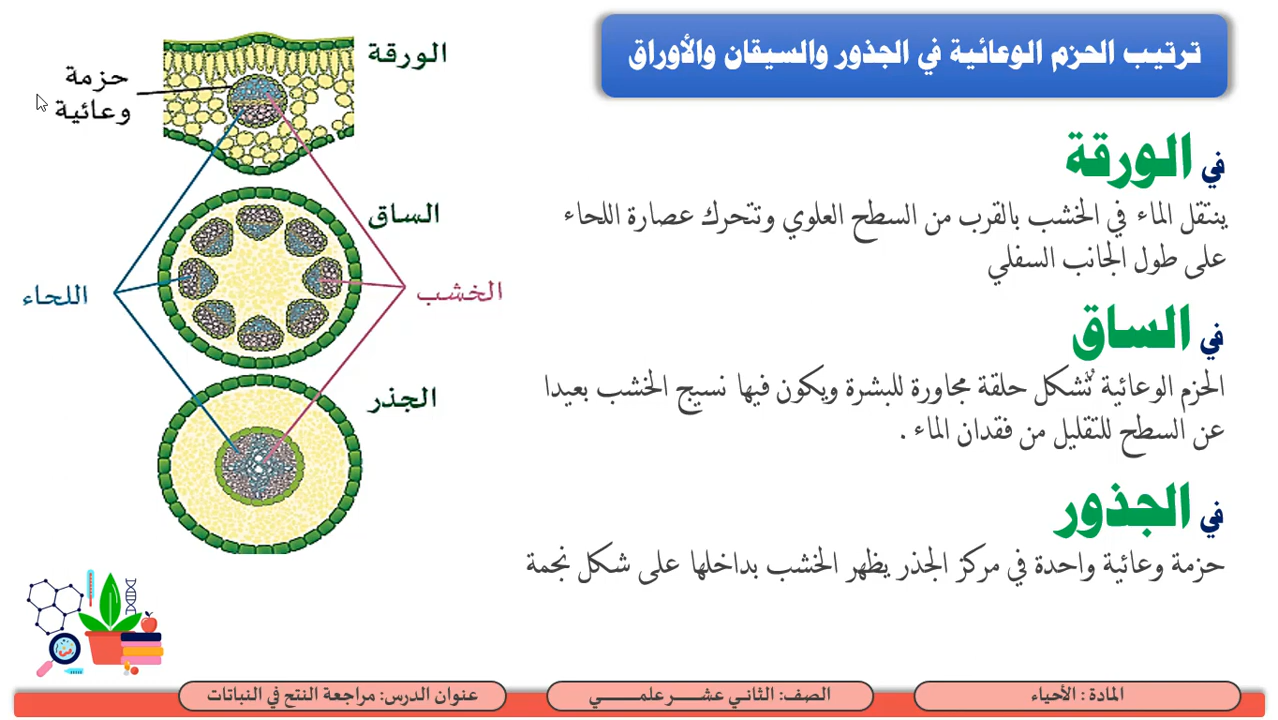 ترتيب الحزم الوعائية في الجذور والسيقان والأوراق
في الورقة
ينتقل الماء في الخشب بالقرب من السطح العلوي وتتحرك عصارة اللحاء
على طول الجانب السفلي
في الساق
الحزم الوعائية تشكل حلقة مجاورة للبشرة ويكون فيها نسيج الخشب بعيدا
عن السطح للتقليل من فقدان الماء .
في الجذور
حزمة وعائية واحدة في مركز الجذر يظهر الخشب بداخلها على شكل نجمة
الورقة
حزمة
وعائية
الساق
الخشب
اللحاء
الجذر
المادة : الأحياء
الصف: الثاني عشر علمي
عنوان الدرس: مراجعة النتح في النباتات